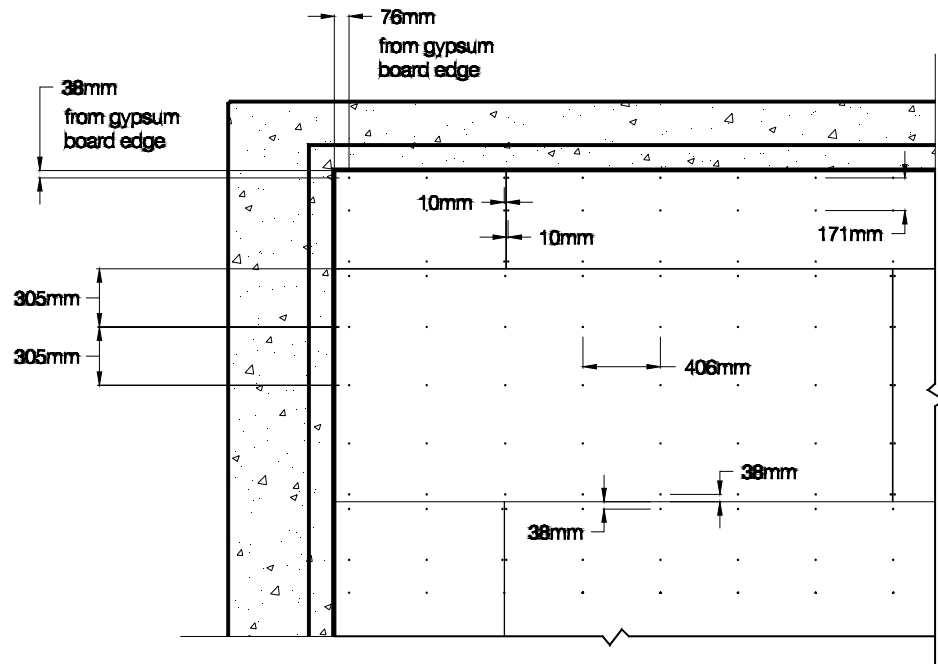 76mm
from gypsum
board edge
38mm
from gypsum
board edge
10mm
10mm
171mm
305mm
305mm
406mm
38mm
38mm